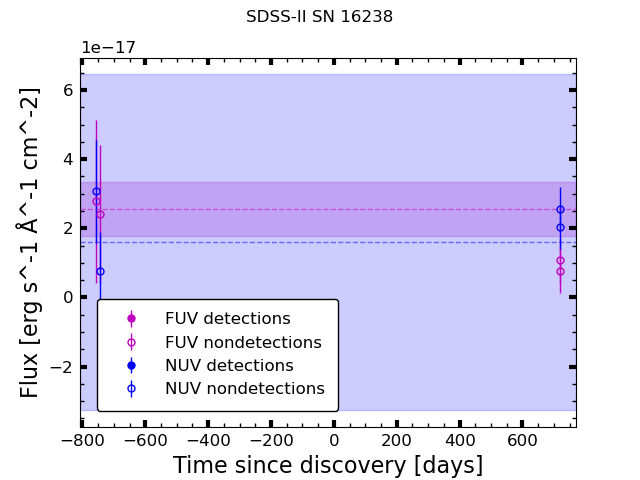 SDSS-II SN 16238
1e−17
6
4
2
0
−2
Flux [erg s^-1 Å^-1 cm^-2]
FUV detections
FUV nondetections
NUV detections
NUV nondetections
−800 −600 −400 −200 0 200 400 600
Time since discovery [days]